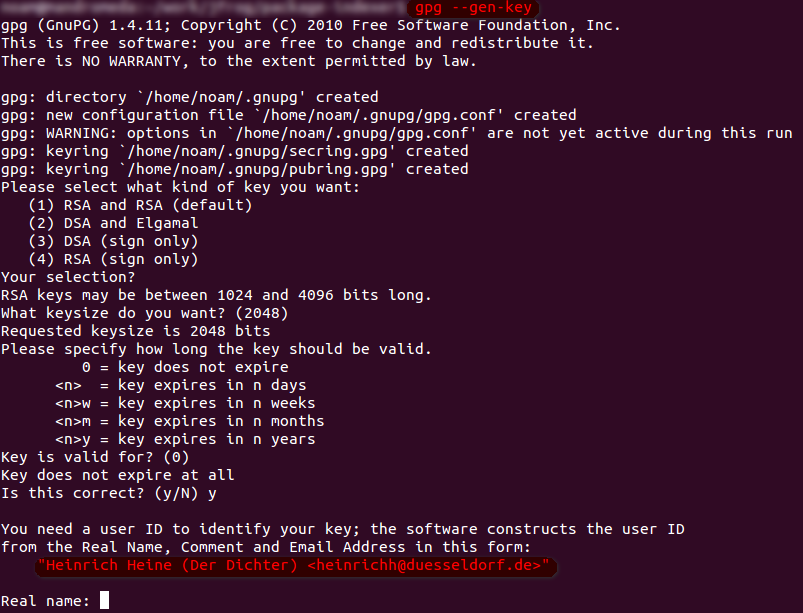 gpg --gen-key
gpg (GnuPG) 1.4.11; Copyright (C) 2010 Free Software Foundation, Inc.
This is free software: you are free to change and redistribute it.
There is NO WARRANTY, to the extent permitted by law.

gpg: directory `/home/noam/.gnupg' created
gpg: new configuration file `/home/noam/.gnupg/gpg.conf' created
gpg: WARNING: options in `/home/noam/.gnupg/gpg.conf' are not yet active during this run
gpg: keyring `/home/noam/.gnupg/secring.gpg' created
gpg: keyring `/home/noam/.gnupg/pubring.gpg' created
Please select what kind of key you want:
   (1) RSA and RSA (default)
   (2) DSA and Elgamal
   (3) DSA (sign only)
   (4) RSA (sign only)
Your selection?
RSA keys may be between 1024 and 4096 bits long.
What keysize do you want? (2048)
Requested keysize is 2048 bits
Please specify how long the key should be valid.
         0 = key does not expire
      <n>  = key expires in n days
      <n>w = key expires in n weeks
      <n>m = key expires in n months
      <n>y = key expires in n years
Key is valid for? (0)
Key does not expire at all
Is this correct? (y/N) y

You need a user ID to identify your key; the software constructs the user ID
from the Real Name, Comment and Email Address in this form:
    "Heinrich Heine (Der Dichter) <heinrichh@duesseldorf.de>"

Real name: